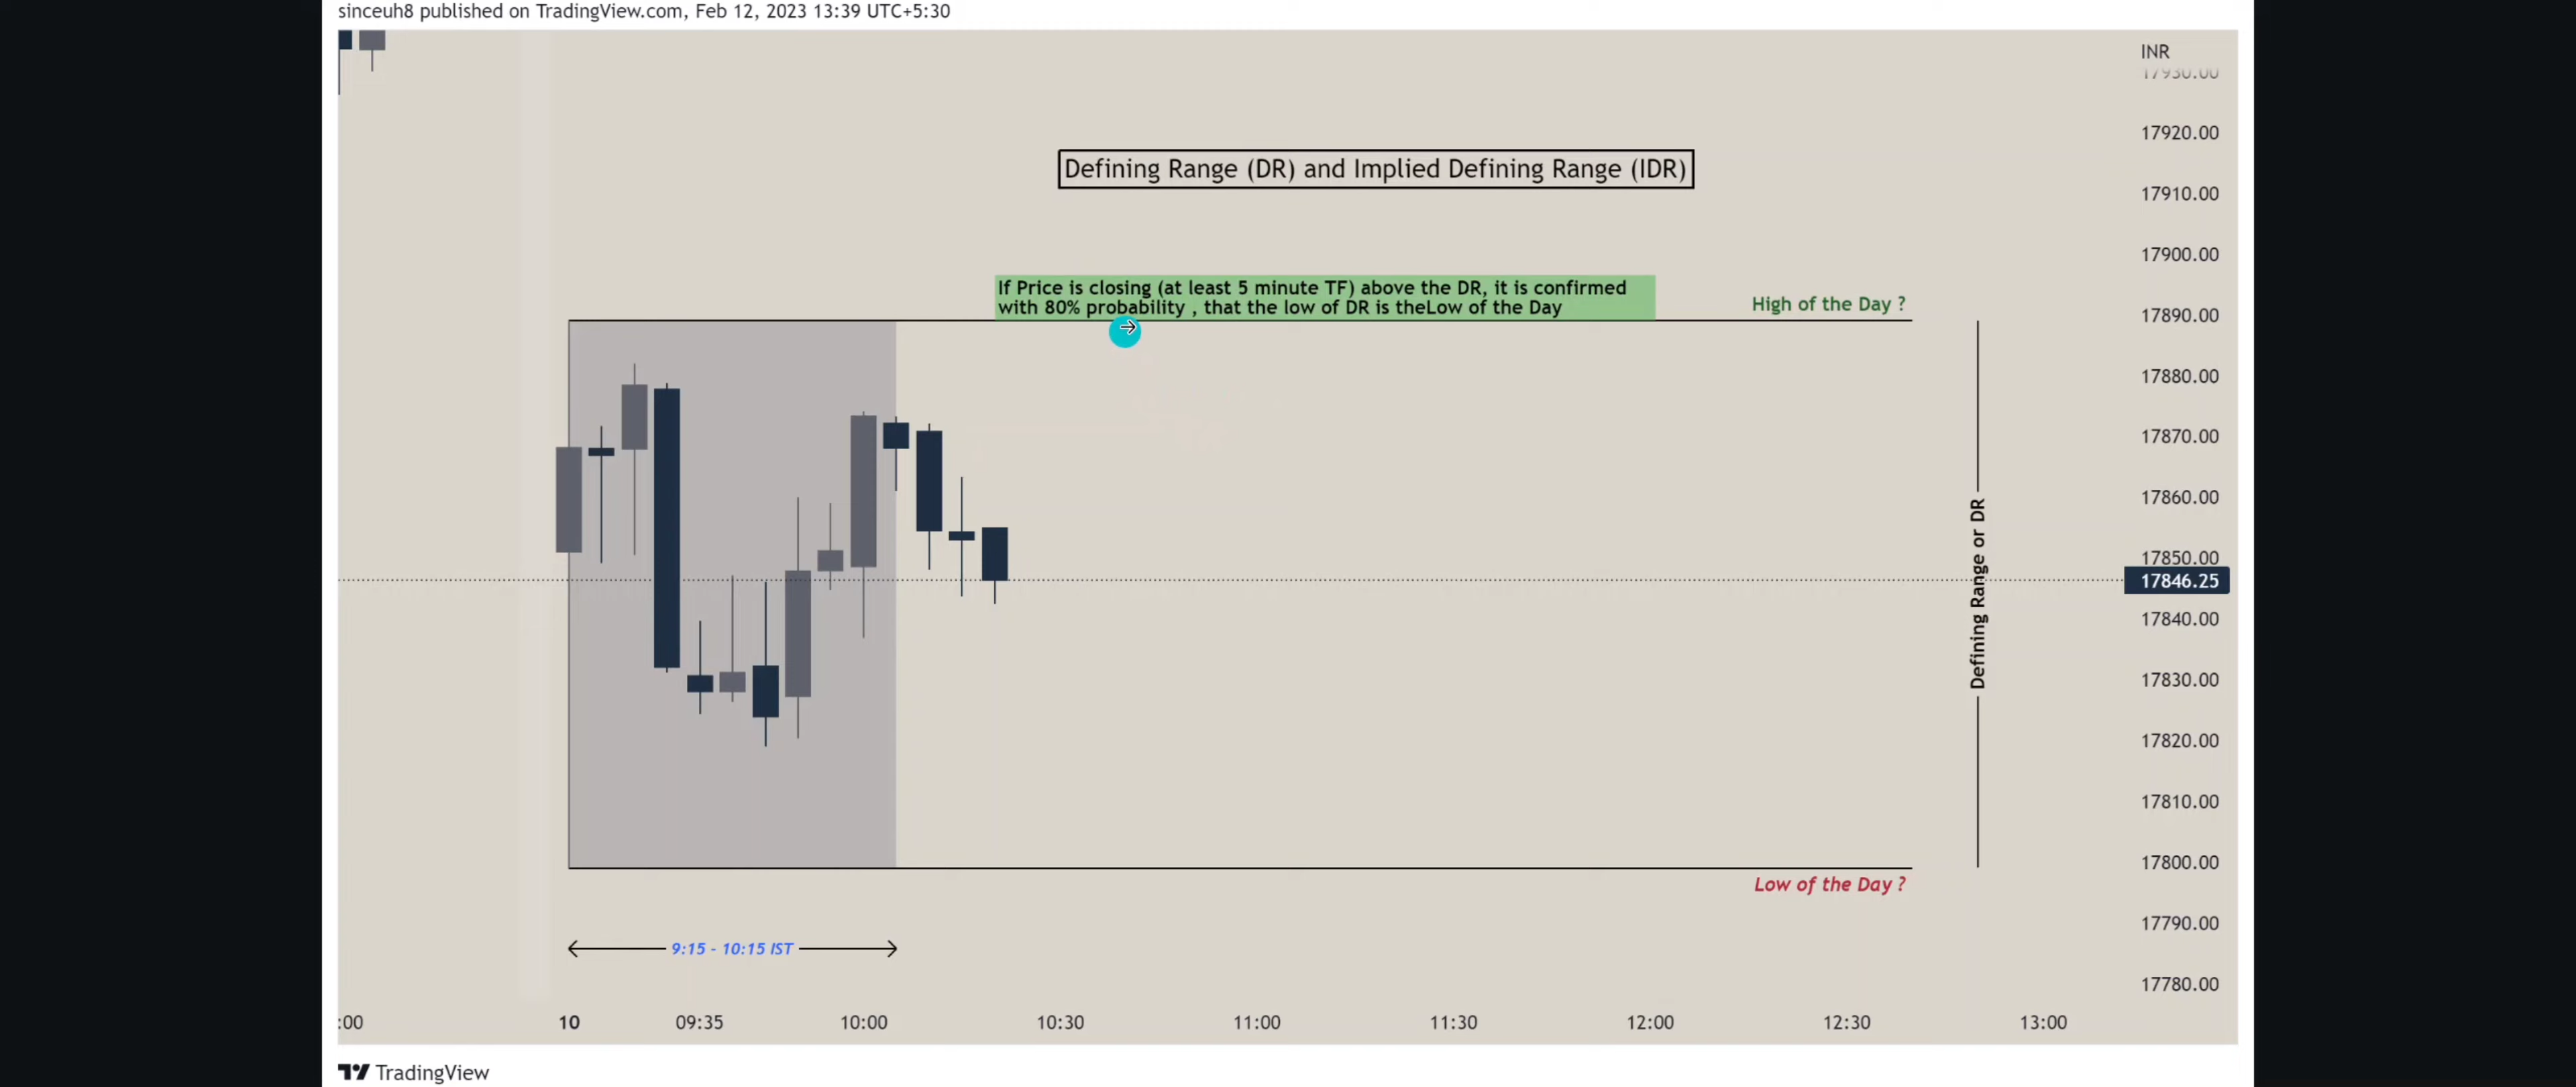 sinceuh8 published on TradingView.com, Feb 12, 2023 13:39 UTC+5:30
INR
17930.00
17920.00
Defining Range (DR) and Implied Defining Range (IDR)
17910.00
17900.00
If Price is closing (at least 5 minute TF) above the DR, it is confirmed
with 80% probability , that the low of DR is theLow of the Day
High of the Day ?
17890.00
17880.00
17870.00
17860.00
Defining Range or DR
17850.00
17846.25
17840.00
17830.00
17820.00
17810.00
17800.00
Low of the Day ?
17790.00
9:15 - 10:15 IST
17780.00
:00 10 09:35 10:00 10:30 11:00 11:30 12:00 12:30 13:00
TradingView